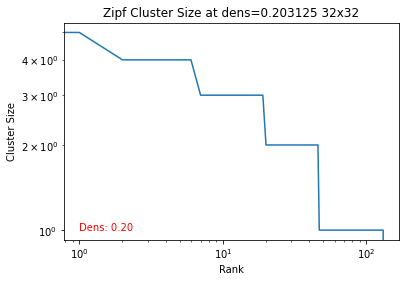 Zipf Cluster Size at dens=0.203125 32x32
Cluster Size
4 × 10⁰
3 × 10⁰
2 × 10⁰
10⁰
Dens: 0.20
10⁰ 10¹ 10²
Rank